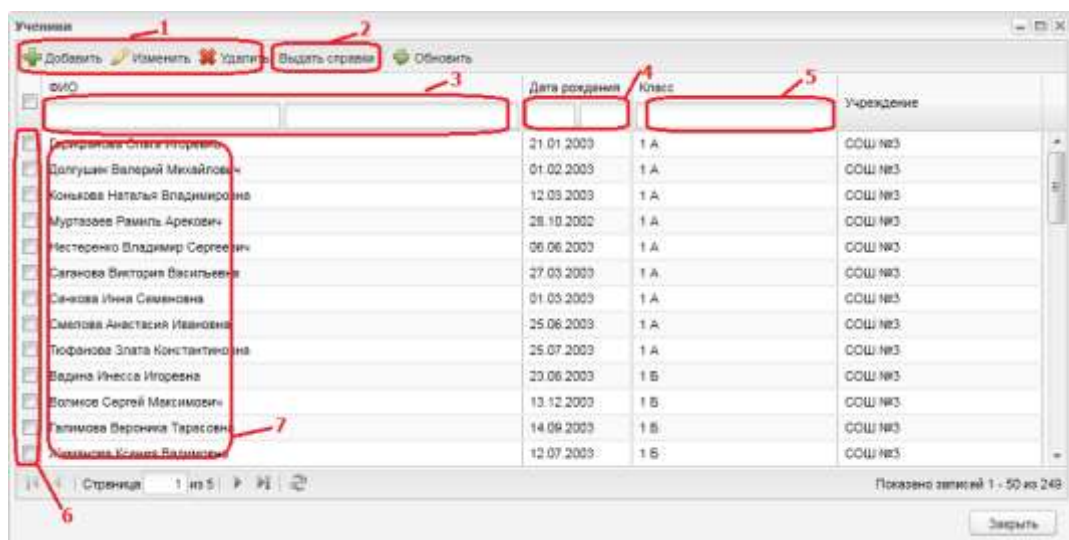 Ученики
1 2
Добавить Изменить Удалить Выдать справки Обновить
ФИО 3 Дата рождения 4 Класс 5 Учреждение
Ольга Игоревна 21.01.2003 1 А СОШ №3
Долгушин Валерий Михайлович 01.02.2003 1 А СОШ №3
Конькова Наталья Владимировна 12.03.2003 1 А СОШ №3
Муртазаев Рамиль Арекович 28.10.2002 1 А СОШ №3
Нестеренко Владимир Сергеевич 06.06.2003 1 А СОШ №3
Саганова Виктория Васильевна 27.03.2003 1 А СОШ №3
Санкова Инна Семеновна 01.03.2003 1 А СОШ №3
Смелова Анастасия Ивановна 25.06.2003 1 А СОШ №3
Тюфанова Злата Константиновна 25.07.2003 1 А СОШ №3
Вадина Инесса Игоревна 23.06.2003 1 Б СОШ №3
Воликов Сергей Максимович 13.12.2003 1 Б СОШ №3
Галимова Вероника Тарасовна 7 14.09.2003 1 Б СОШ №3
Ксения Вадимовна 12.07.2003 1 Б СОШ №3
Страница 1 из 5 Показано записей 1 - 50 из 249
6
Закрыть